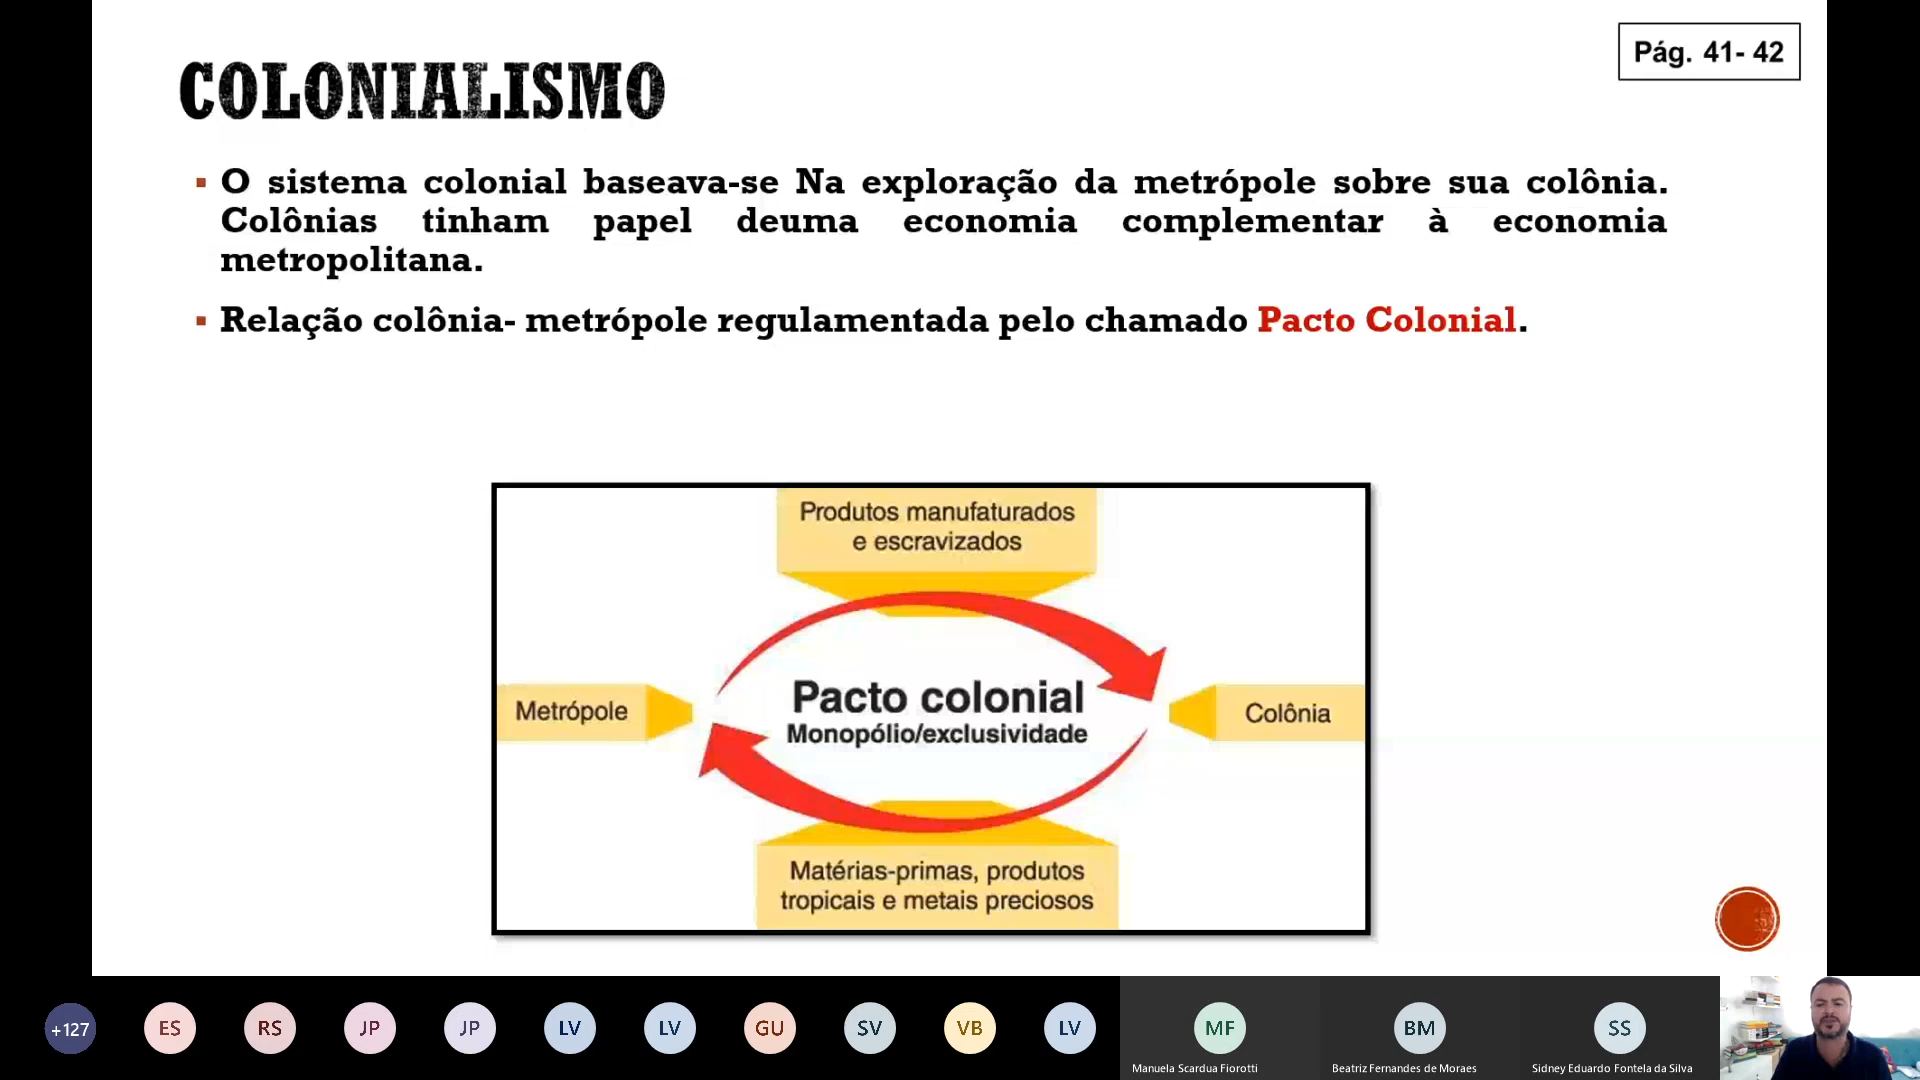 Pág. 41- 42
COLONIALISMO
▪ O sistema colonial baseava-se Na exploração da metrópole sobre sua colônia.
Colônias tinham papel deuma economia complementar à economia
metropolitana.
▪ Relação colônia- metrópole regulamentada pelo chamado Pacto Colonial.
Produtos manufaturados
e escravizados
Metrópole
Pacto colonial
Monopólio/exclusividade
Colônia
Matérias-primas, produtos
tropicais e metais preciosos
+127
ES
RS
JP
JP
LV
LV
GU
SV
VB
LV
MF
BM
SS
Manuela Scardua Fiorotti
Beatriz Fernandes de Moraes
Sidney Eduardo Fontela da Silva